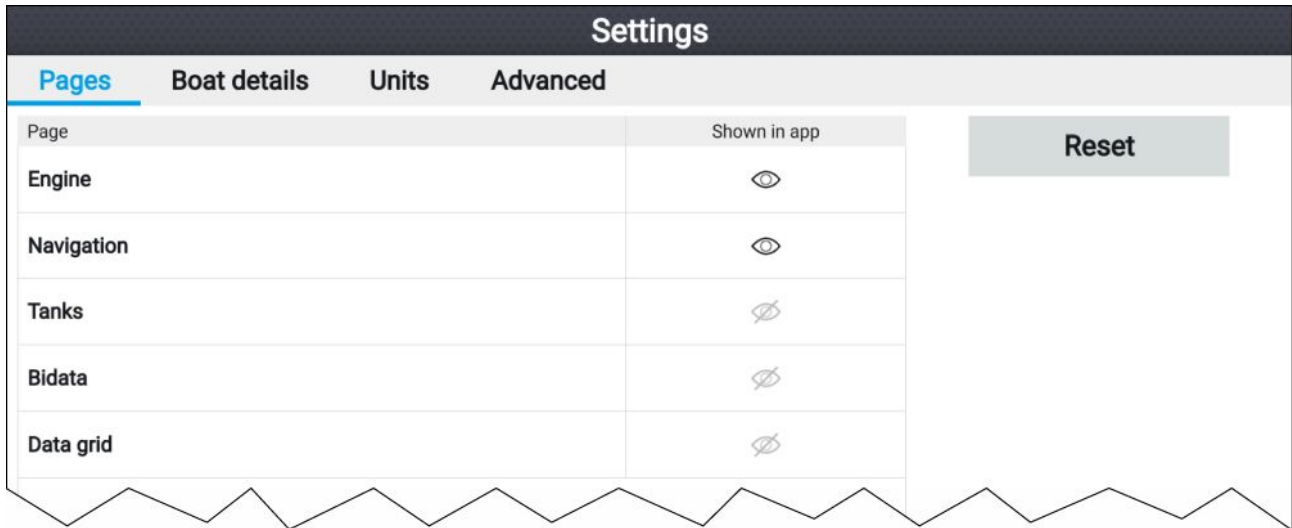 Settings
Pages Boat details Units Advanced
Page Shown in app
Reset
Engine
Navigation
Tanks
Bidata
Data grid